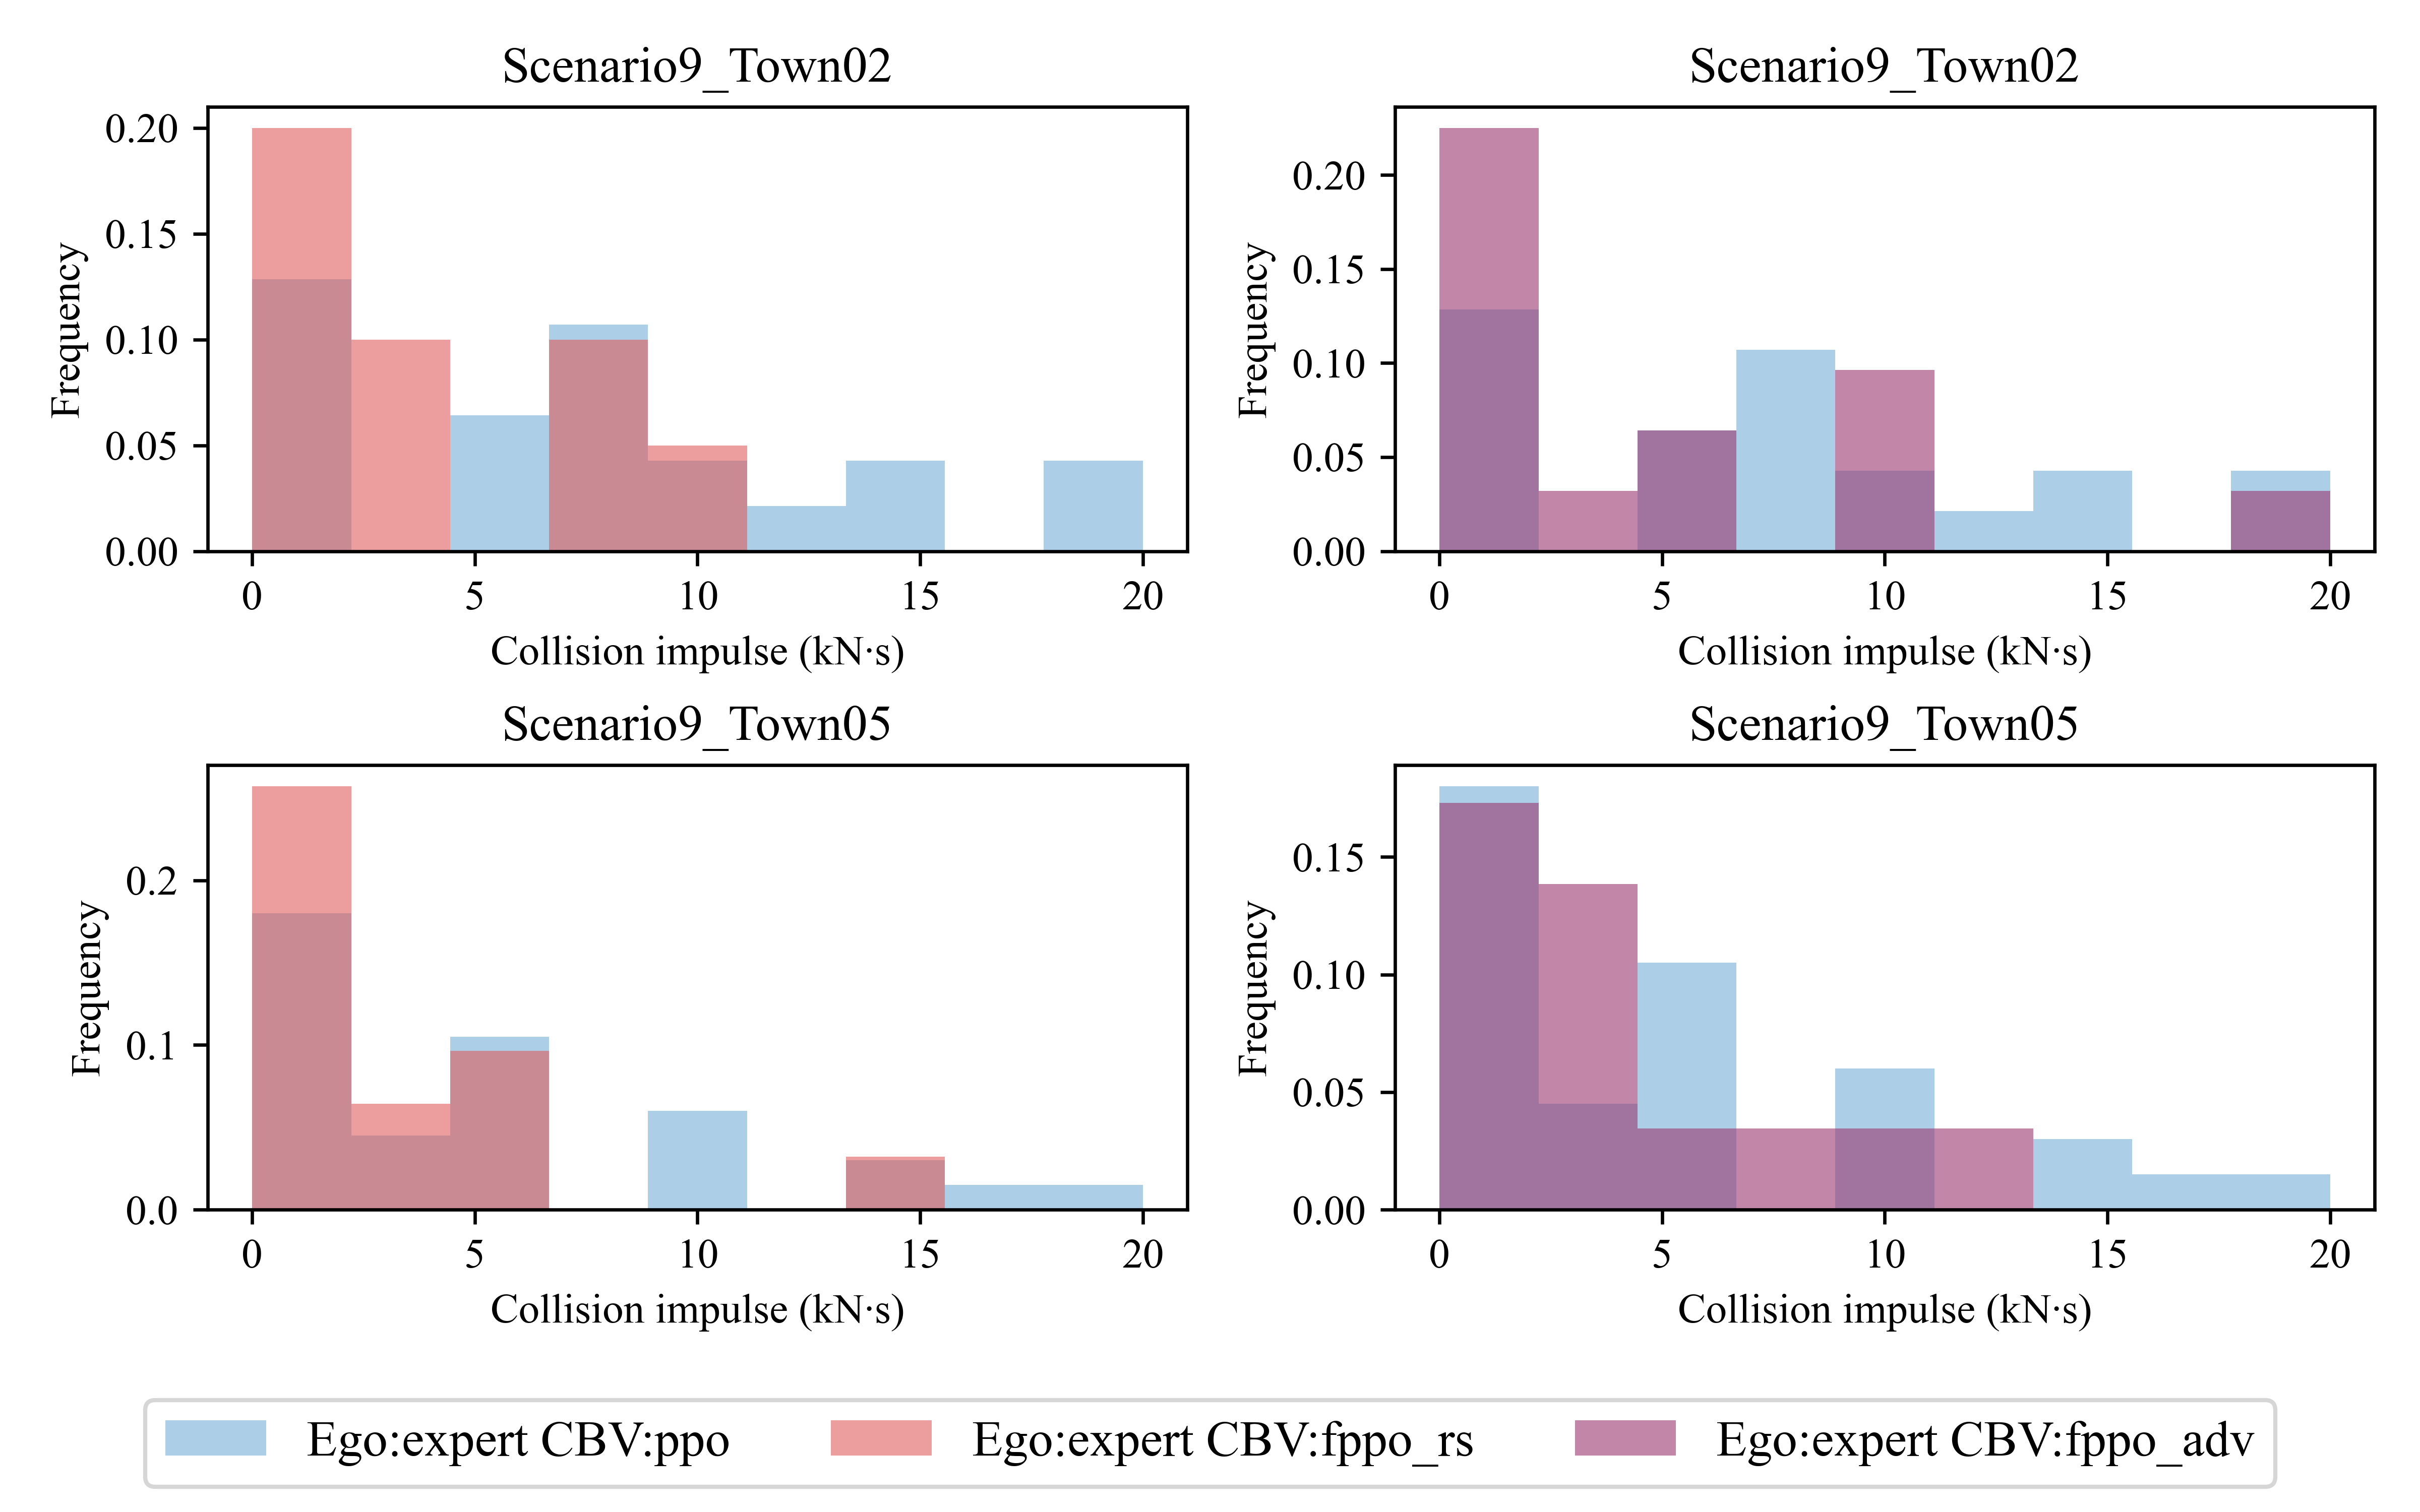 Scenario9_Town02
0.20
0.15
0.10
0.05
0.00
Frequency
0 5 10 15 20
Collision impulse (kN·s)
Scenario9_Town02
0.20
0.15
0.10
0.05
0.00
Frequency
0 5 10 15 20
Collision impulse (kN·s)
Scenario9_Town05
0.2
0.1
0.0
Frequency
0 5 10 15 20
Collision impulse (kN·s)
Scenario9_Town05
0.15
0.10
0.05
0.00
Frequency
0 5 10 15 20
Collision impulse (kN·s)
Ego:expert CBV:ppo
Ego:expert CBV:fppo_rs
Ego:expert CBV:fppo_adv